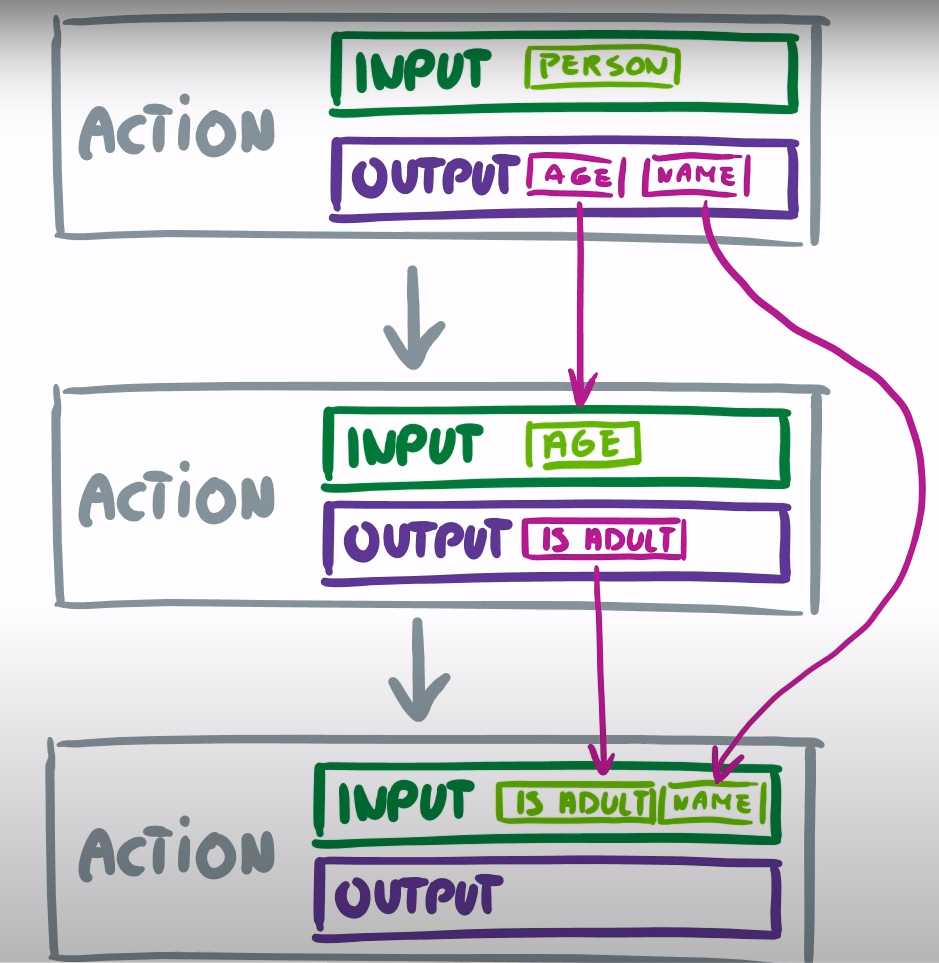 INPUT PERSON
ACTION
OUTPUT AGE NAME
INPUT AGE
ACTION
OUTPUT IS ADULT
INPUT IS ADULT NAME
ACTION
OUTPUT